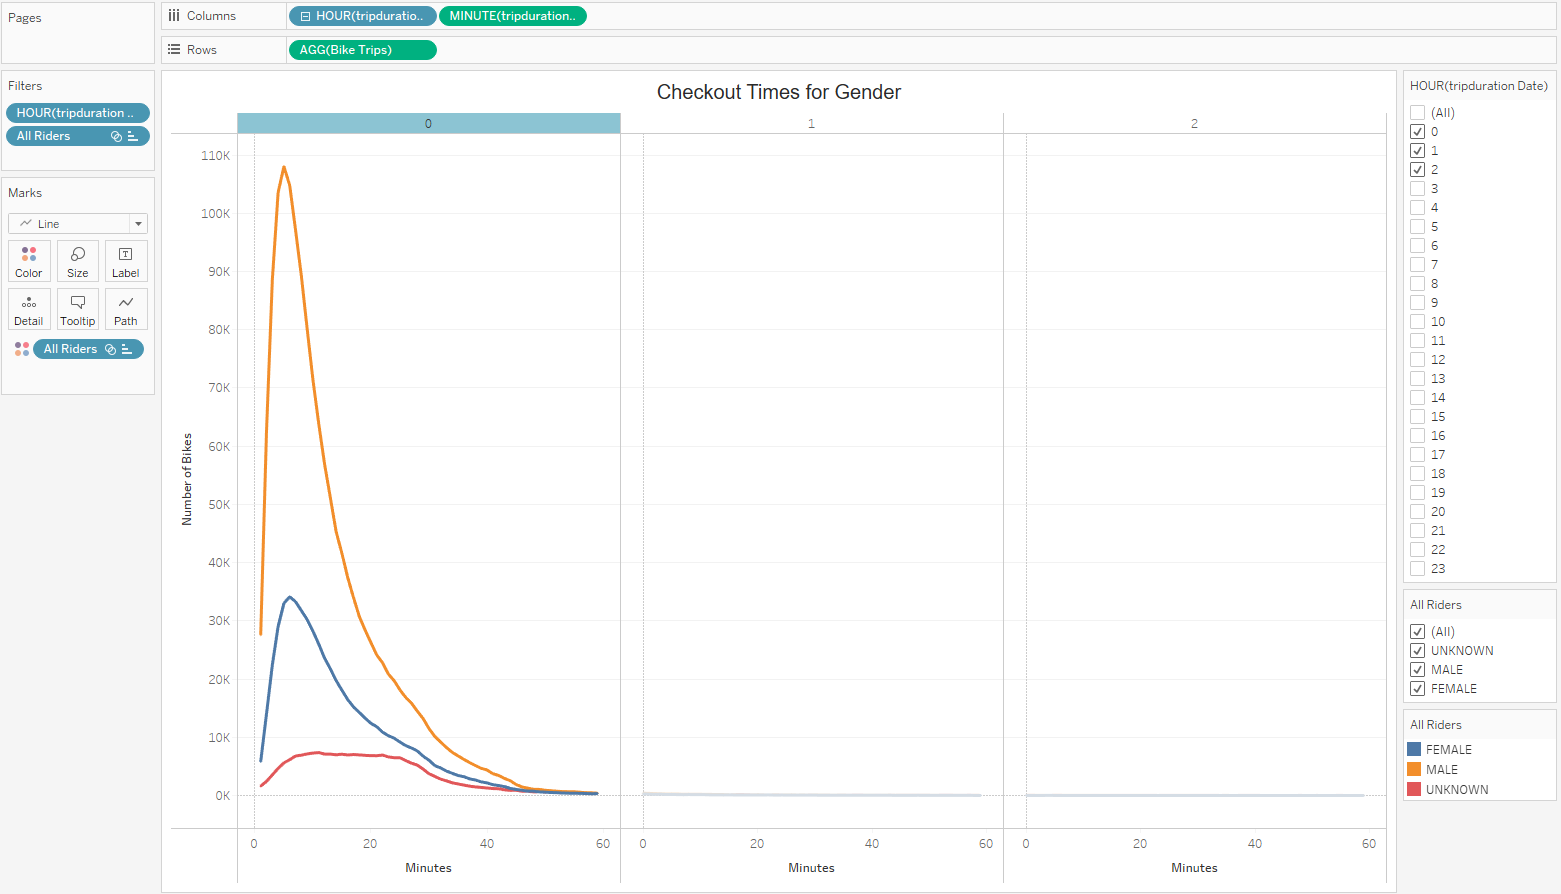 Pages
Columns
HOUR(tripduratio..
MINUTE(tripduration..
Rows
AGG(Bike Trips)
Filters
HOUR(tripduration ..
All Riders
Marks
Line
Color
Size
Label
Detail
Tooltip
Path
All Riders
Checkout Times for Gender
0
1
2
110K
100K
90K
80K
70K
60K
50K
40K
30K
20K
10K
0K
Number of Bikes
0 20 40 60
0 20 40 60
0 20 40 60
Minutes
Minutes
Minutes
HOUR(tripduration Date)
(All)
0
1
2
3
4
5
6
7
8
9
10
11
12
13
14
15
16
17
18
19
20
21
22
23
All Riders
(All)
UNKNOWN
MALE
FEMALE
All Riders
FEMALE
MALE
UNKNOWN